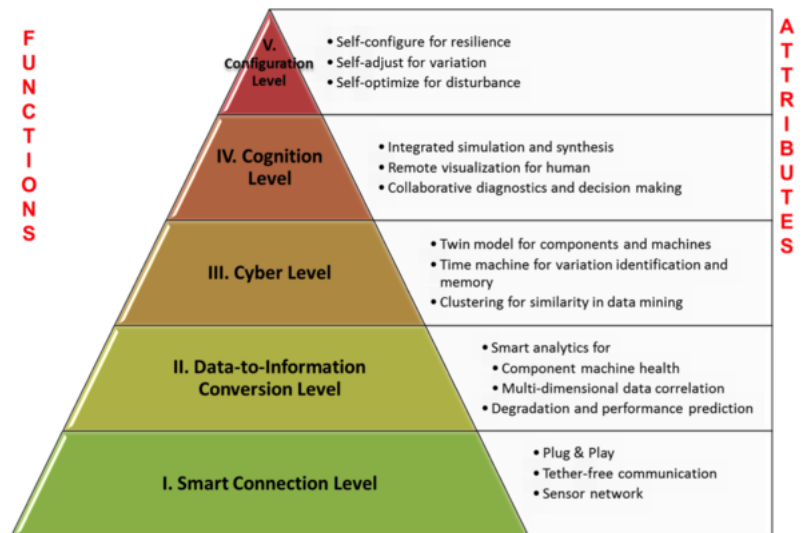 FUNCTIONS
ATTRIBUTES
V.
Configuration
Level
• Self-configure for resilience
• Self-adjust for variation
• Self-optimize for disturbance
IV. Cognition
Level
• Integrated simulation and synthesis
• Remote visualization for human
• Collaborative diagnostics and decision making
III. Cyber Level
• Twin model for components and machines
• Time machine for variation identification and
memory
• Clustering for similarity in data mining
II. Data-to-Information
Conversion Level
• Smart analytics for
• Component machine health
• Multi-dimensional data correlation
• Degradation and performance prediction
I. Smart Connection Level
• Plug & Play
• Tether-free communication
• Sensor network